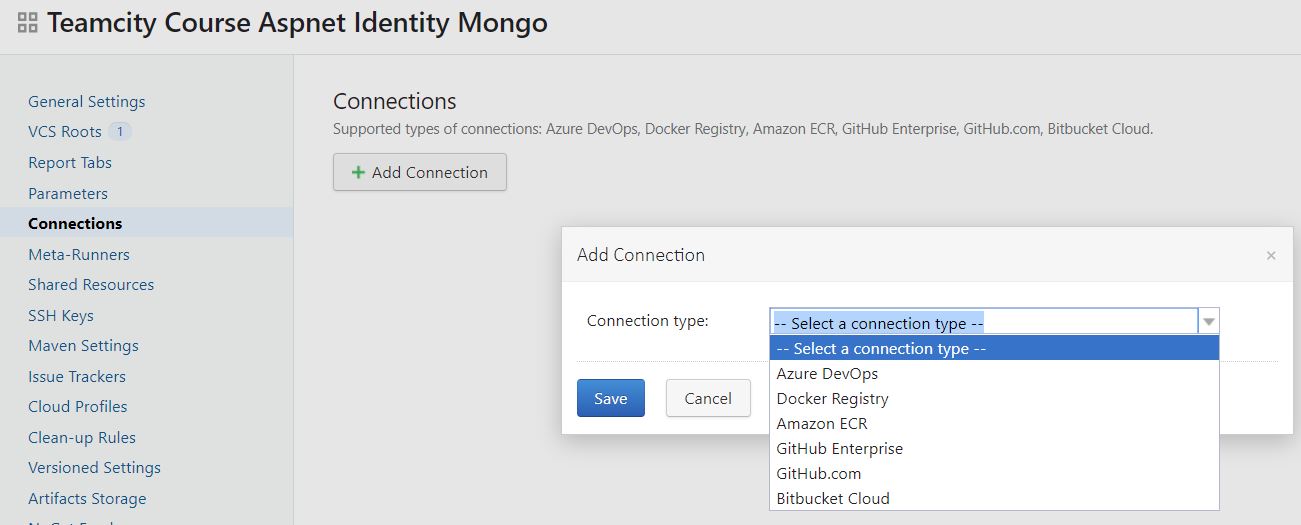 Teamcity Course Aspnet Identity Mongo
General Settings
VCS Roots 1
Report Tabs
Parameters
Connections
Meta-Runners
Shared Resources
SSH Keys
Maven Settings
Issue Trackers
Cloud Profiles
Clean-up Rules
Versioned Settings
Artifacts Storage
Connections
Supported types of connections: Azure DevOps, Docker Registry, Amazon ECR, GitHub Enterprise, GitHub.com, Bitbucket Cloud.
+ Add Connection
Add Connection ×
Connection type:
-- Select a connection type --
-- Select a connection type --
Azure DevOps
Docker Registry
Amazon ECR
GitHub Enterprise
GitHub.com
Bitbucket Cloud
Save
Cancel